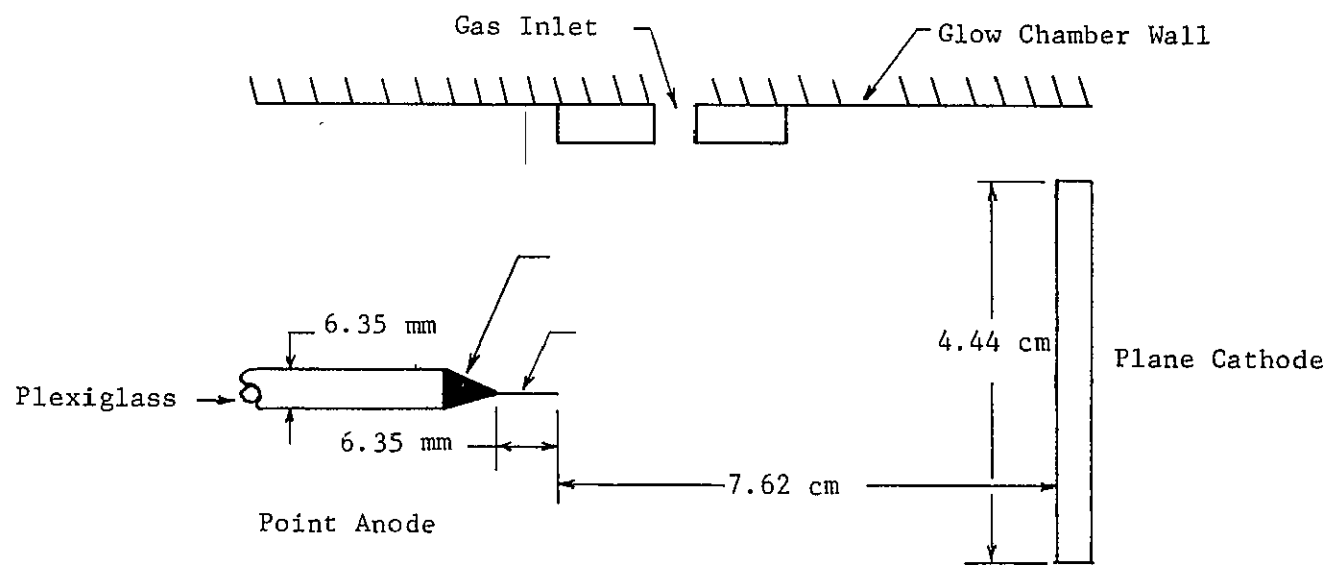 Gas Inlet
Glow Chamber Wall
6.35 mm
4.44 cm
Plane Cathode
Plexiglass
6.35 mm
7.62 cm
Point Anode